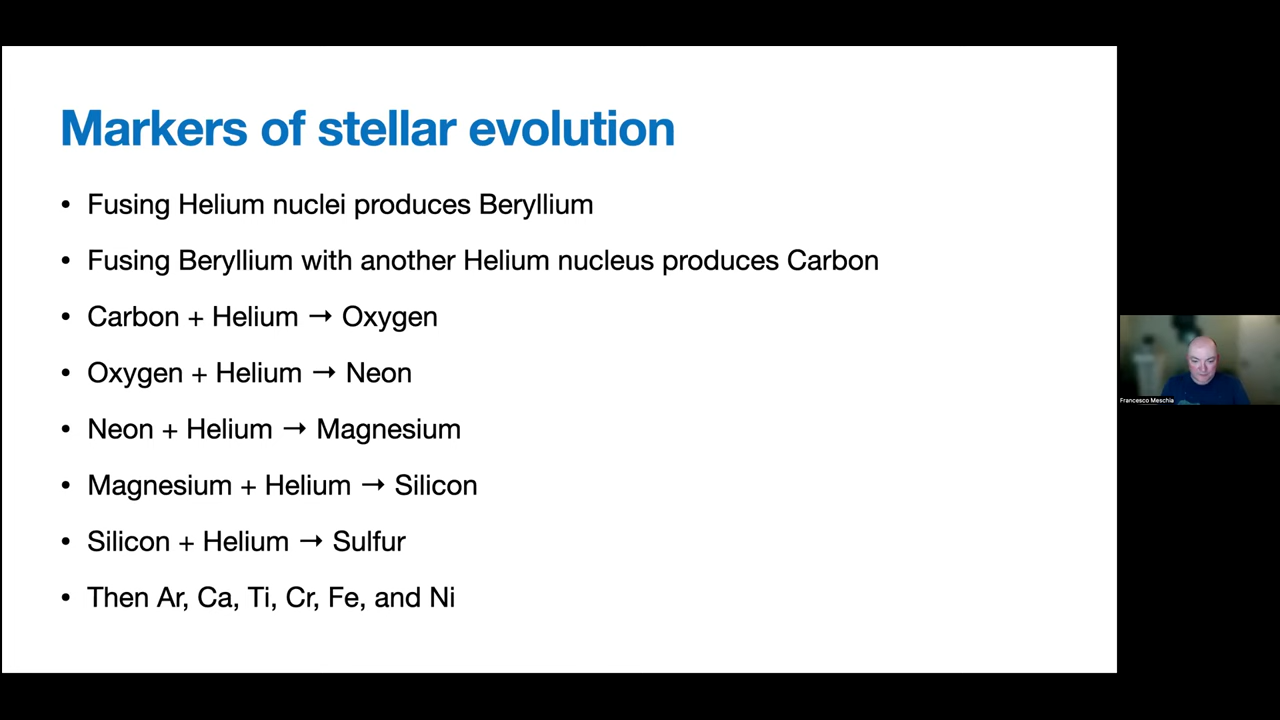 Markers of stellar evolution
• Fusing Helium nuclei produces Beryllium
• Fusing Beryllium with another Helium nucleus produces Carbon
• Carbon + Helium → Oxygen
• Oxygen + Helium → Neon
• Neon + Helium → Magnesium
• Magnesium + Helium → Silicon
• Silicon + Helium → Sulfur
• Then Ar, Ca, Ti, Cr, Fe, and Ni
Francesco Meschia